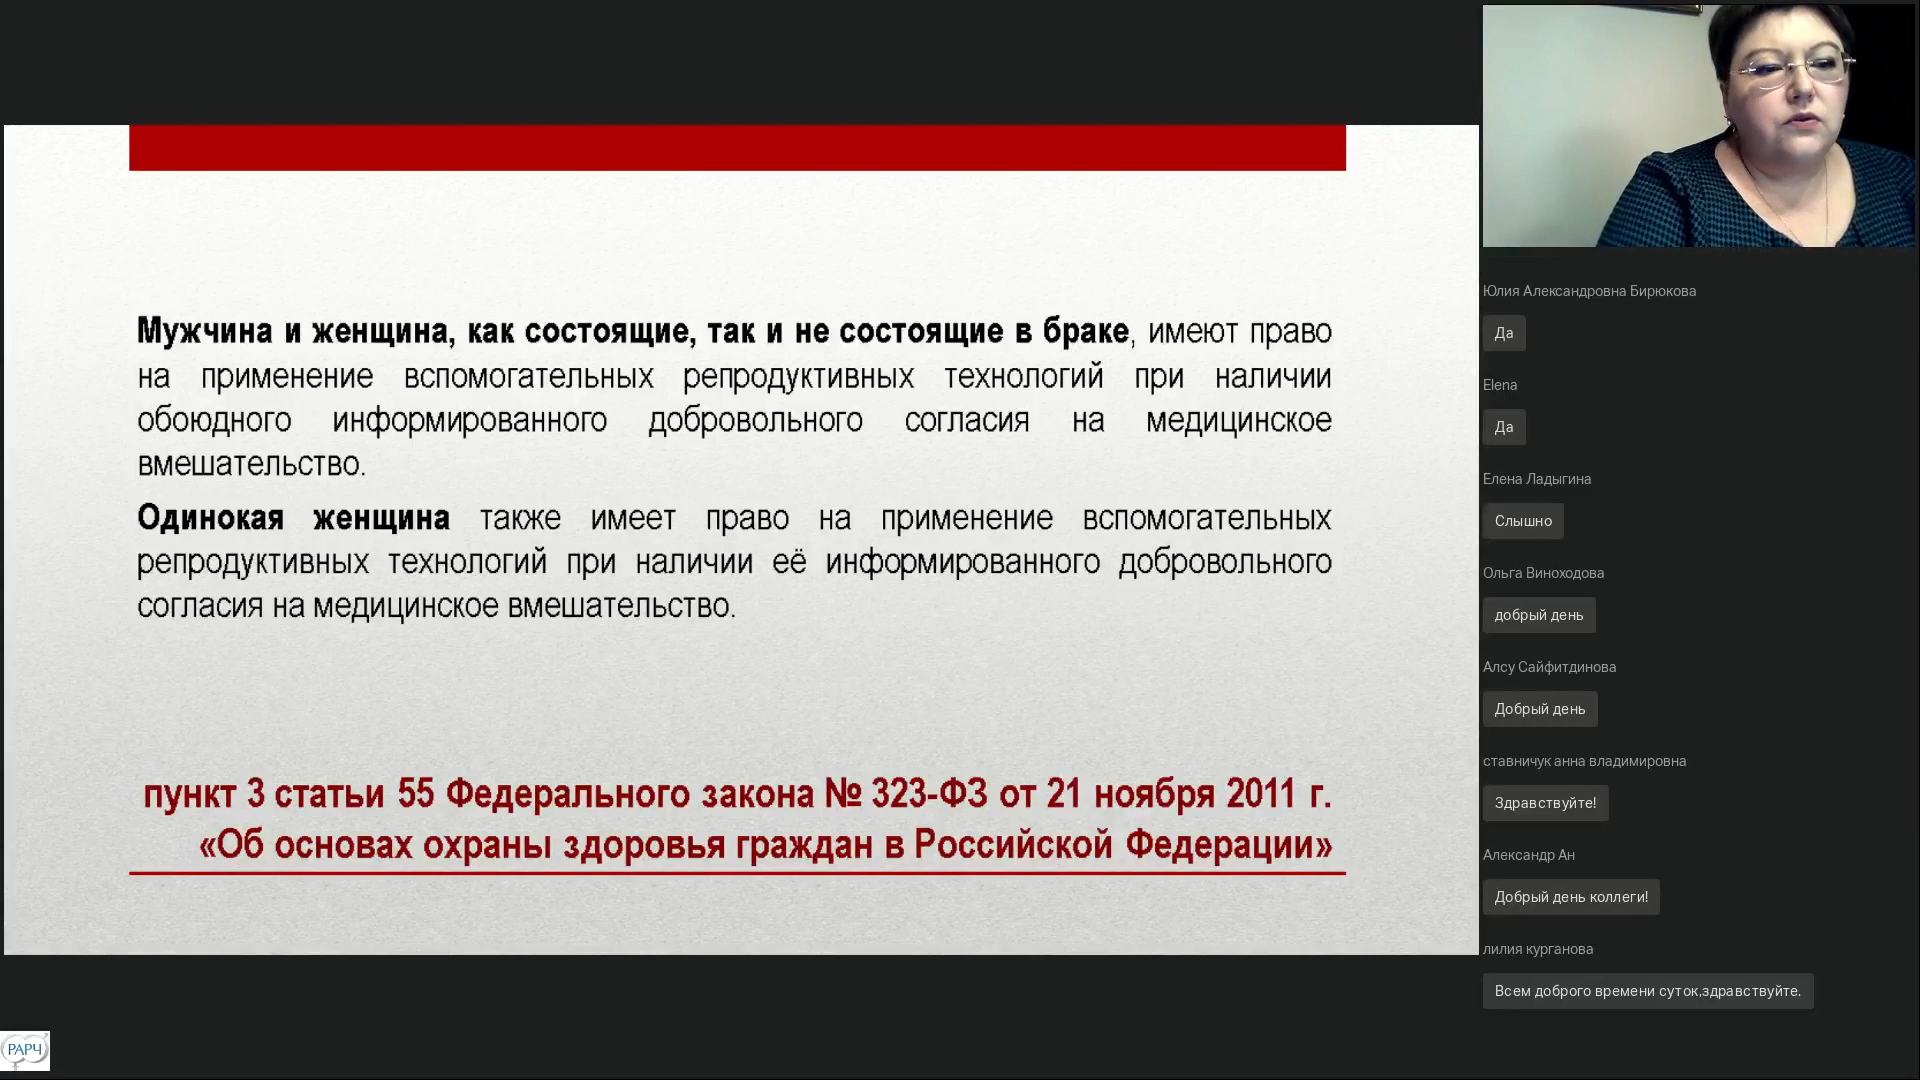 Мужчина и женщина, как состоящие, так и не состоящие в браке, имеют право
на применение вспомогательных репродуктивных технологий при наличии
обоюдного информированного добровольного согласия на медицинское
вмешательство.
Одинокая женщина также имеет право на применение вспомогательных
репродуктивных технологий при наличии её информированного добровольного
согласия на медицинское вмешательство.
пункт 3 статьи 55 Федерального закона № 323-ФЗ от 21 ноября 2011 г.
«Об основах охраны здоровья граждан в Российской Федерации»
Юлия Александровна Бирюкова
Да
Elena
Да
Елена Ладыгина
Слышно
Ольга Виноходова
добрый день
Алсу Сайфитдинова
Добрый день
ставничук анна владимировна
Здравствуйте!
Александр Ан
Добрый день коллеги!
лилия курганова
Всем доброго времени суток,здравствуйте.
РАРЧ